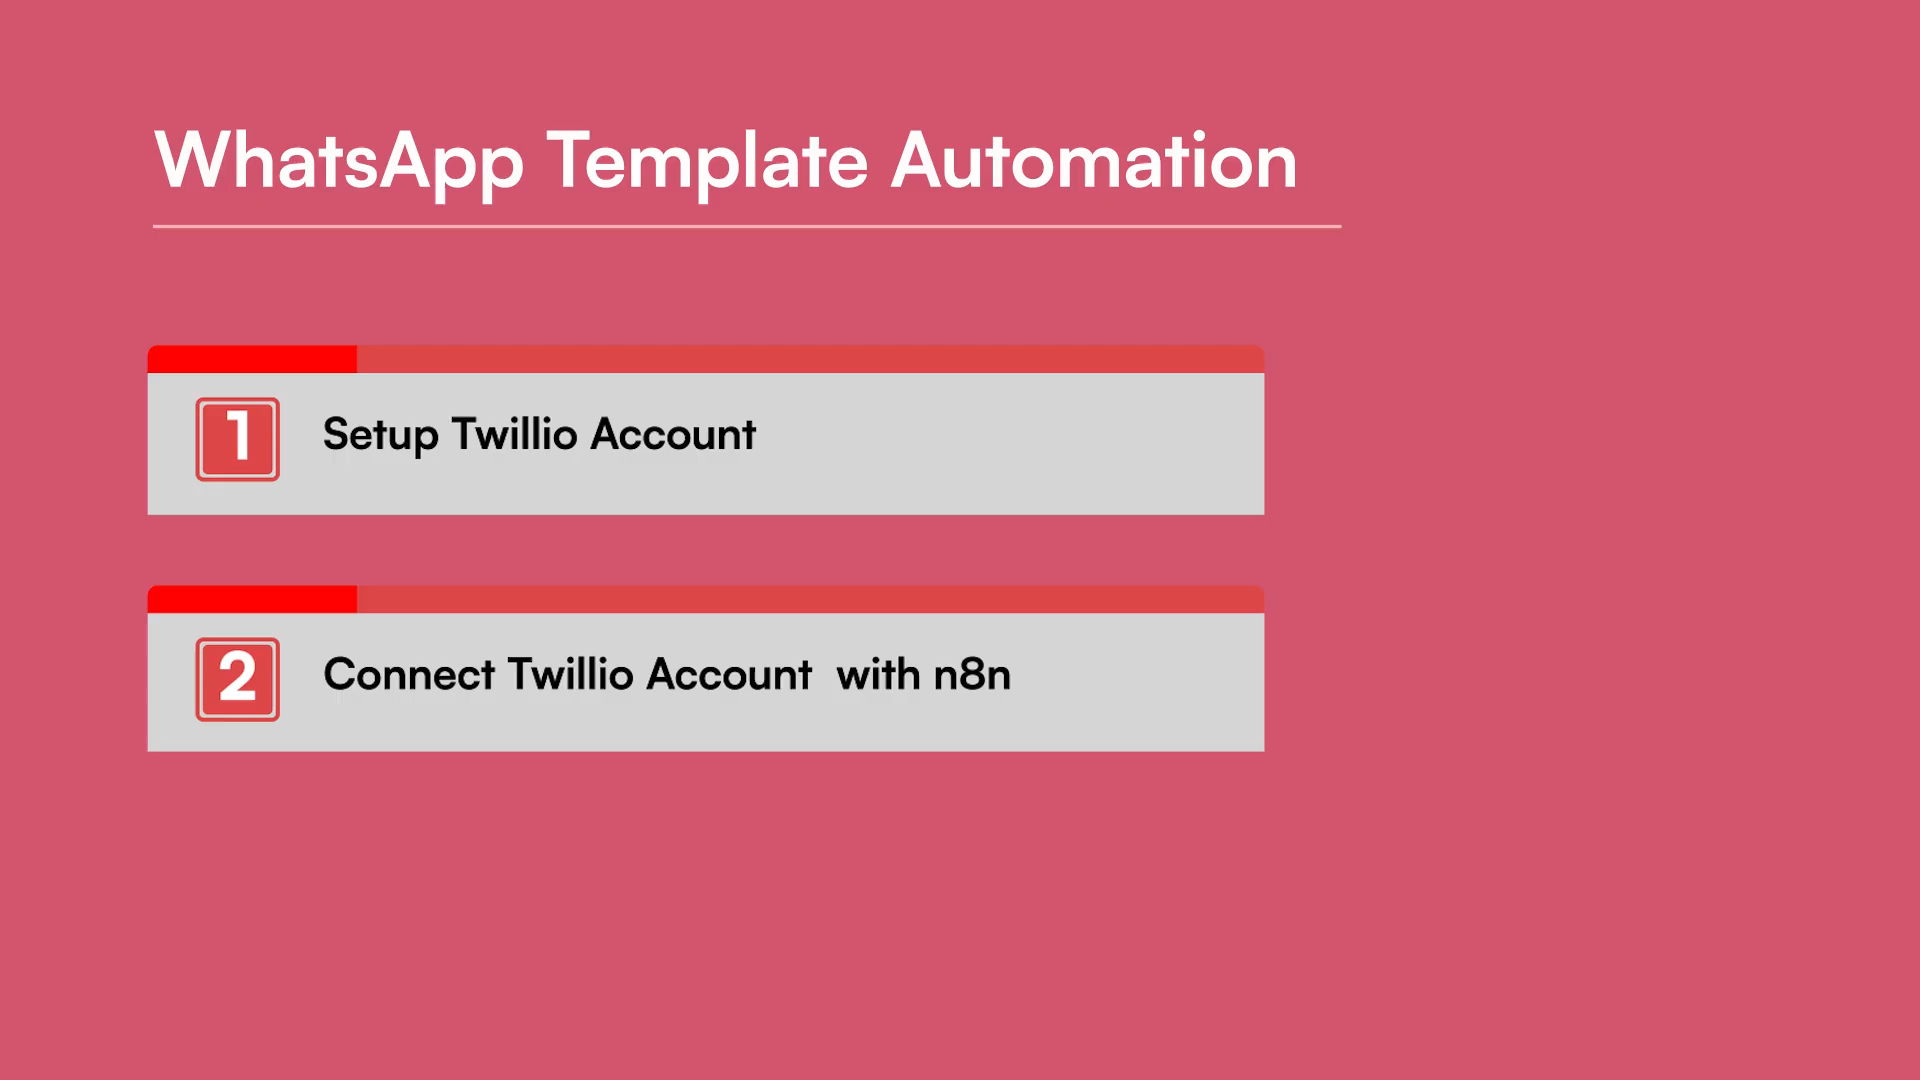 WhatsApp Template Automation
1 Setup Twillio Account
2 Connect Twillio Account  with n8n